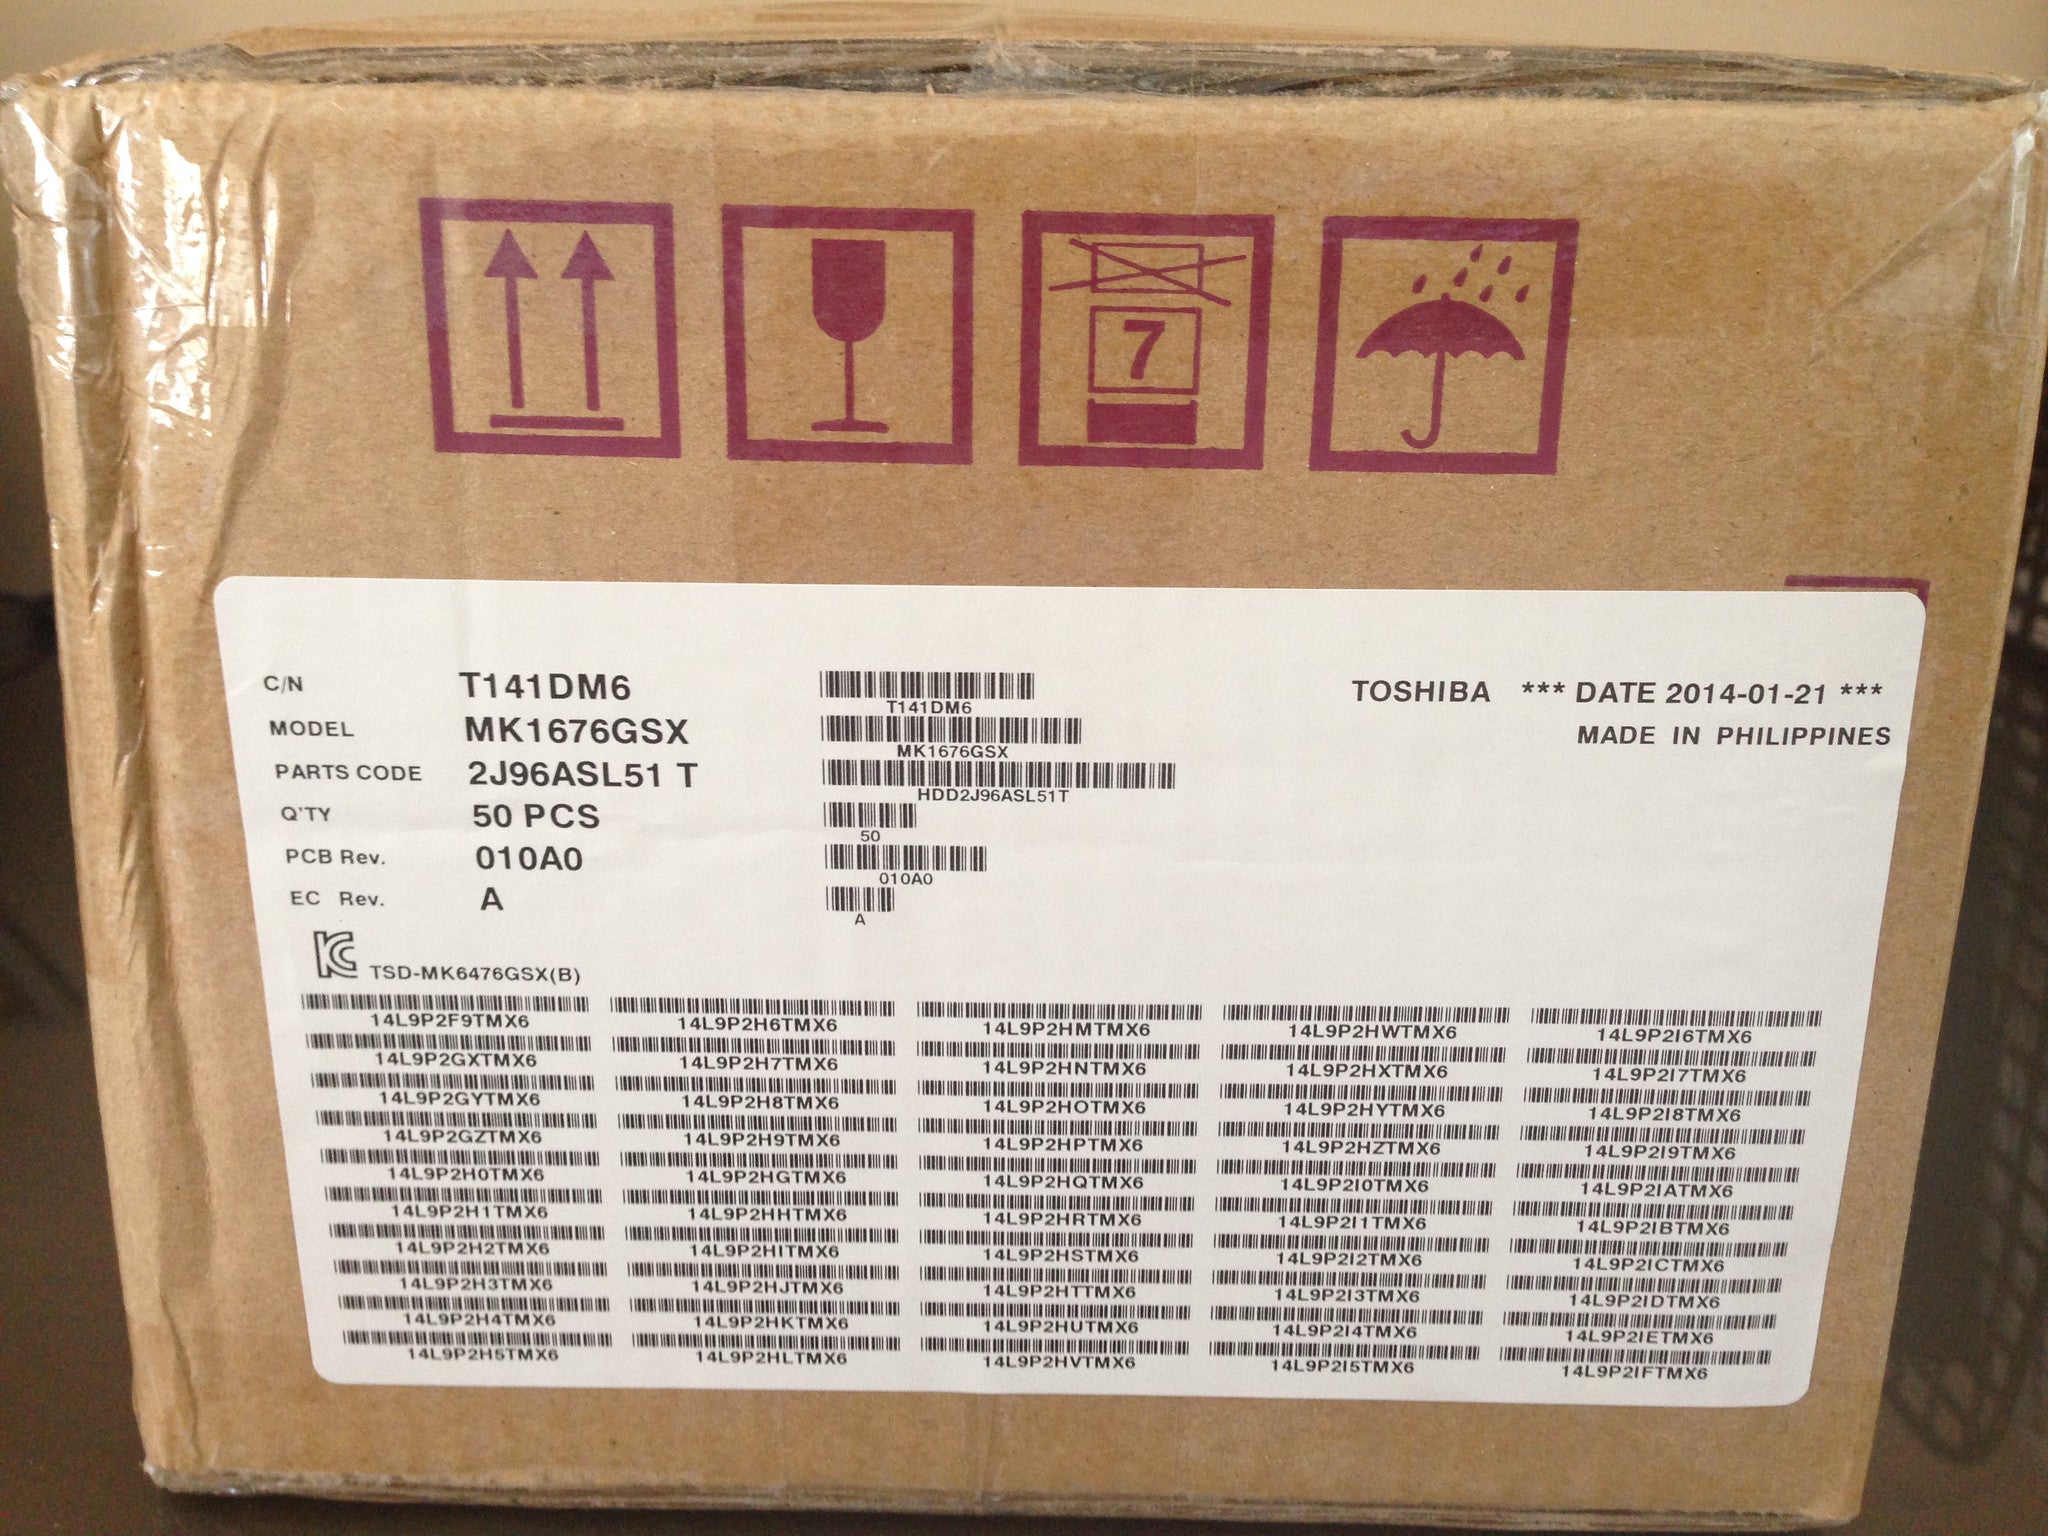 7
C/N T141DM6 T141DM6 TOSHIBA *** DATE 2014-01-21 ***
MODEL MK1676GSX MK1676GSX MADE IN PHILIPPINES
PARTS CODE 2J96ASL51 T HDD2J96ASL51T
Q'TY 50 PCS 50
PCB Rev. 010A0 010A0
EC Rev. A A
KC TSD-MK6476GSX(B)
14L9P2F9TMX6 14L9P2H6TMX6 14L9P2HMTMX6 14L9P2HWTMX6 14L9P2I6TMX6
14L9P2GXTMX6 14L9P2H7TMX6 14L9P2HNTMX6 14L9P2HXTMX6 14L9P2I7TMX6
14L9P2GYTMX6 14L9P2H8TMX6 14L9P2HOTMX6 14L9P2HYTMX6 14L9P2I8TMX6
14L9P2GZTMX6 14L9P2H9TMX6 14L9P2HPTMX6 14L9P2HZTMX6 14L9P2I9TMX6
14L9P2H0TMX6 14L9P2HGTMX6 14L9P2HQTMX6 14L9P2I0TMX6 14L9P2IATMX6
14L9P2H1TMX6 14L9P2HHTMX6 14L9P2HRTMX6 14L9P2I1TMX6 14L9P2IBTMX6
14L9P2H2TMX6 14L9P2HITMX6 14L9P2HSTMX6 14L9P2I2TMX6 14L9P2ICTMX6
14L9P2H3TMX6 14L9P2HJTMX6 14L9P2HTTMX6 14L9P2I3TMX6 14L9P2IDTMX6
14L9P2H4TMX6 14L9P2HKTMX6 14L9P2HUTMX6 14L9P2I4TMX6 14L9P2IETMX6
14L9P2H5TMX6 14L9P2HLTMX6 14L9P2HVTMX6 14L9P2I5TMX6 14L9P2IFTMX6